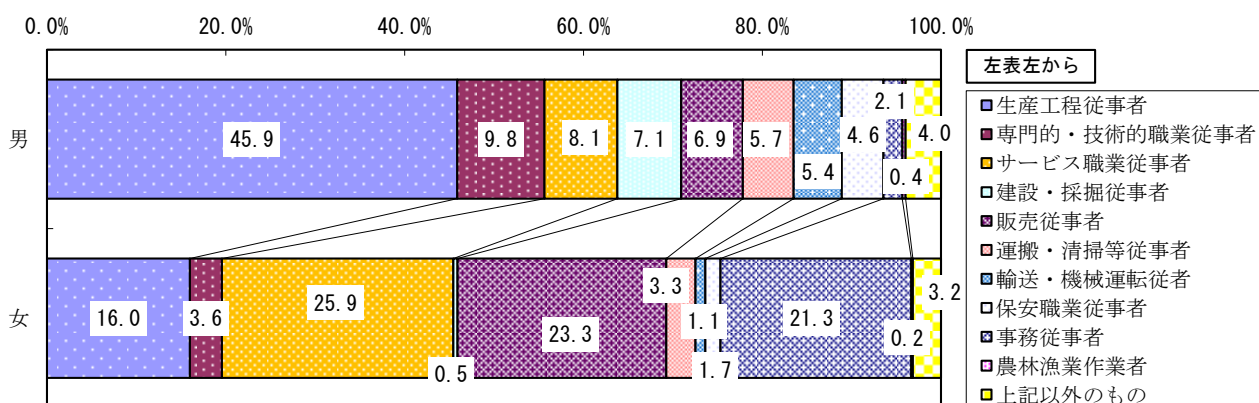 0.0% 20.0% 40.0% 60.0% 80.0% 100.0%
左表左から
男
45.9 9.8 8.1 7.1 6.9 5.7 5.4 4.6 2.1 0.4 4.0
女
16.0 3.6 25.9 0.5 23.3 3.3 1.1 1.7 21.3 0.2 3.2
生産工程従事者
専門的・技術的職業従事者
サービス職業従事者
建設・採掘従事者
販売従事者
運搬・清掃等従事者
輸送・機械運転従者
保安職業従事者
事務従事者
農林漁業作業者
上記以外のもの